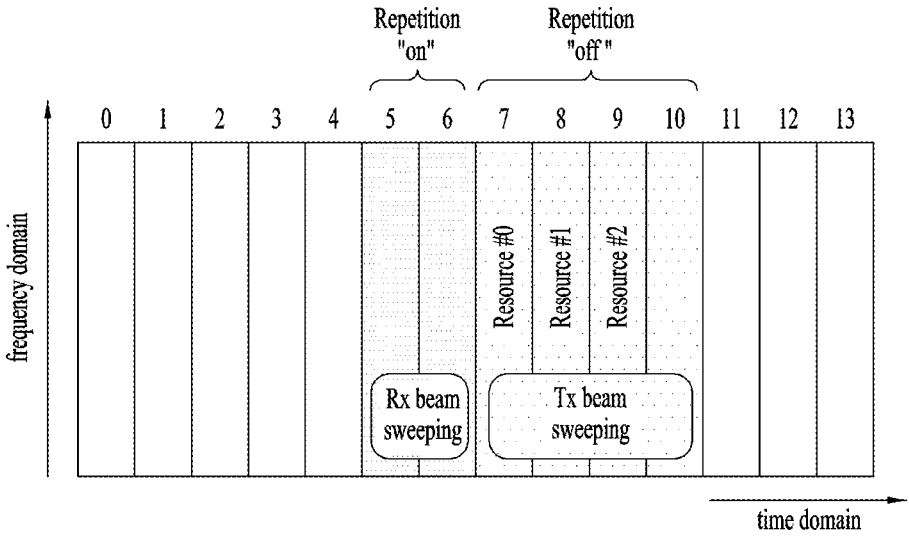 Repetition
"on"
Repetition
"off "
0 1 2 3 4 5 6 7 8 9 10 11 12 13
frequency domain
Resource #0
Resource #1
Resource #2
Rx beam
sweeping
Tx beam
sweeping
time domain